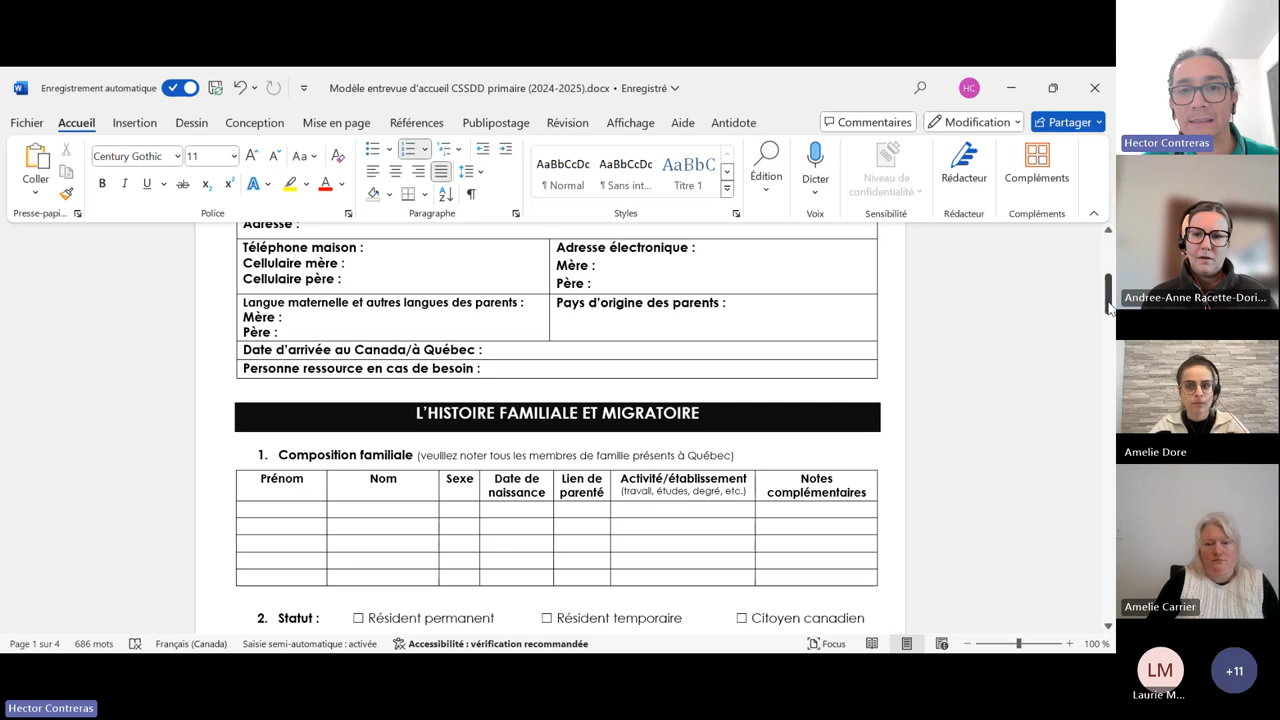 Enregistrement automatique
Modèle entrevue d'accueil CSSDD primaire (2024-2025).docx • Enregistré
HC
Fichier Accueil Insertion Dessin Conception Mise en page Références Publipostage Révision Affichage Aide Antidote
Commentaires Modification Partager
Coller
Century Gothic 11
AaBbCcDc AaBbCcDc AaBbC
¶ Normal ¶ Sans int... Titre 1
Édition
Dicter
Niveau de confidentialité
Rédacteur
Compléments
Presse-papi... Police Paragraphe Styles Voix Sensibilité Rédacteur Compléments
Adresse :
Téléphone maison :
Cellulaire mère :
Cellulaire père :
Adresse électronique :
Mère :
Père :
Langue maternelle et autres langues des parents :
Mère :
Père :
Pays d'origine des parents :
Date d'arrivée au Canada/à Québec :
Personne ressource en cas de besoin :
L'HISTOIRE FAMILIALE ET MIGRATOIRE
1. Composition familiale (veuillez noter tous les membres de famille présents à Québec)
Prénom Nom Sexe Date de naissance Lien de parenté Activité/établissement (travail, études, degré, etc.) Notes complémentaires
2. Statut : ☐ Résident permanent ☐ Résident temporaire ☐ Citoyen canadien
Page 1 sur 4 686 mots Français (Canada) Saisie semi-automatique : activée Accessibilité : vérification recommandée Focus 100 %
Hector Contreras
Hector Contreras
Andree-Anne Racette-Dori...
Amelie Dore
Amelie Carrier
LM
Laurie M...
+11